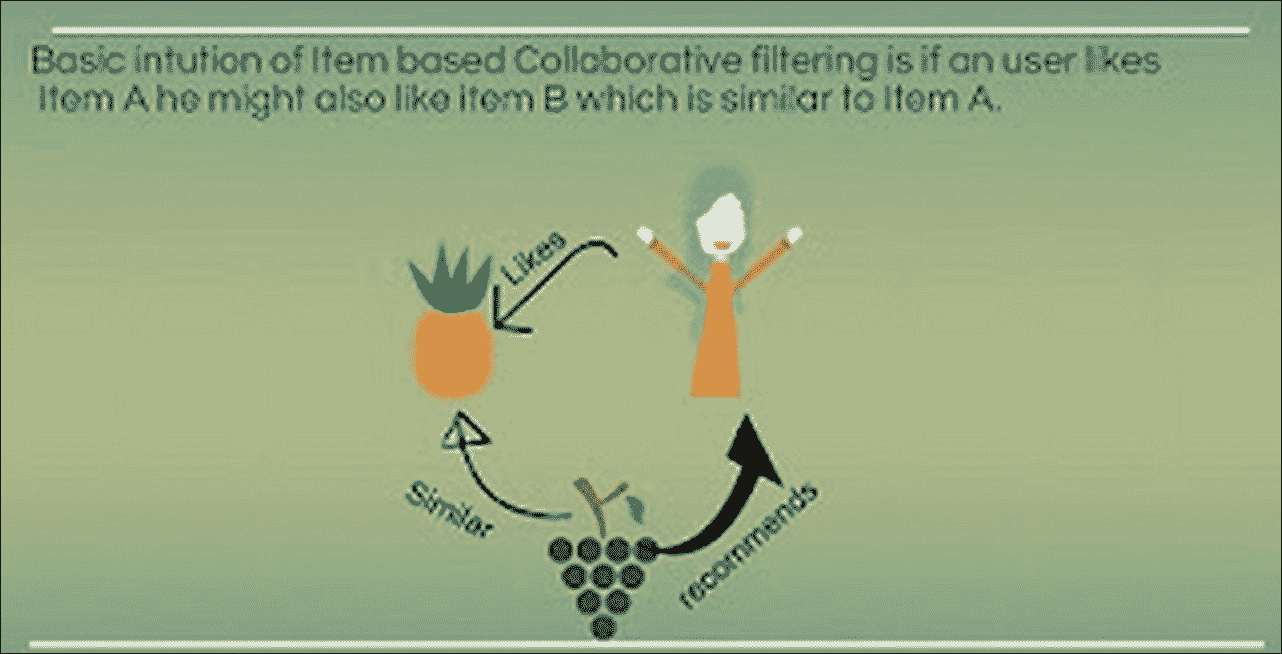 Basic intution of Item based Collaborative filtering is if an user likes
Item A he might also like item B which is similar to Item A.
Likes
Similar
recommends